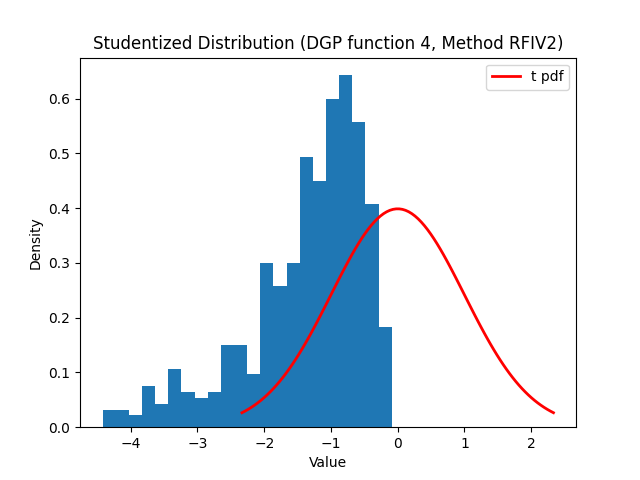 Studentized Distribution (DGP function 4, Method RFIV2)
t pdf
0.6
0.5
0.4
0.3
0.2
0.1
0.0
Density
−4 −3 −2 −1 0 1 2
Value